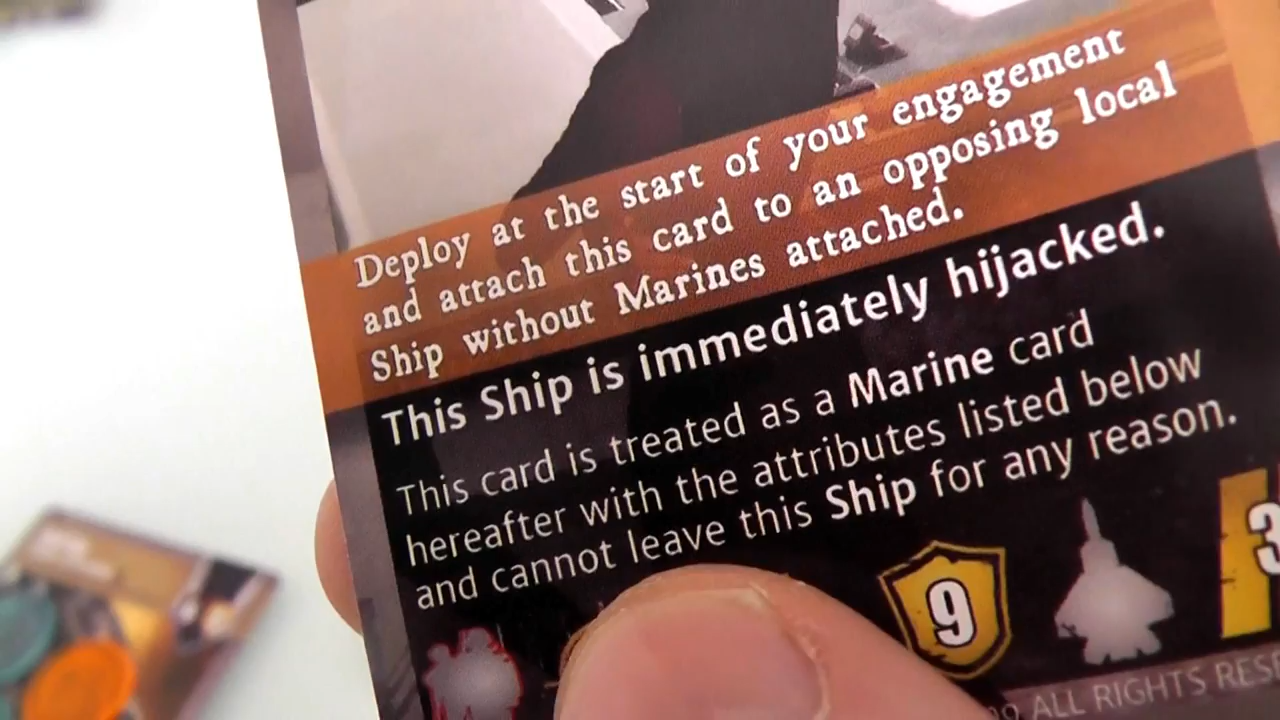 Deploy at the start of your engagement
and attach this card to an opposing local
Ship without Marines attached.
This Ship is immediately hijacked.
This card is treated as a Marine card
hereafter with the attributes listed below
and cannot leave this Ship for any reason.
9
3
ALL RIGHTS RESE